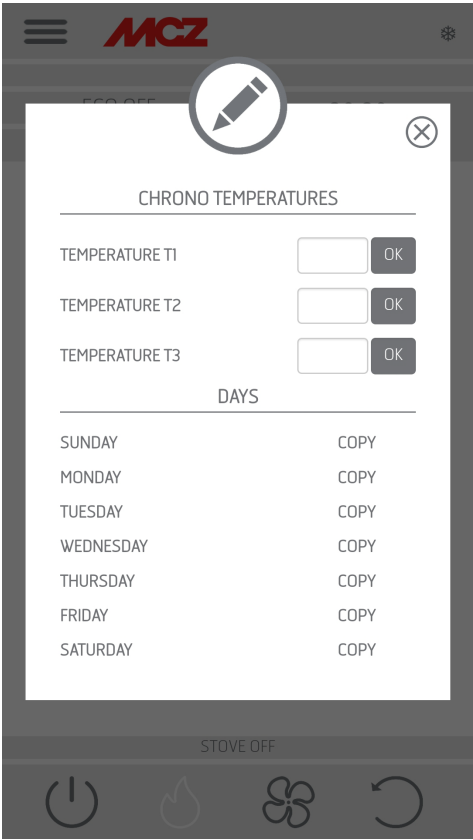 MCZ
CHRONO TEMPERATURES
TEMPERATURE T1 OK
TEMPERATURE T2 OK
TEMPERATURE T3 OK
DAYS
SUNDAY COPY
MONDAY COPY
TUESDAY COPY
WEDNESDAY COPY
THURSDAY COPY
FRIDAY COPY
SATURDAY COPY
STOVE OFF